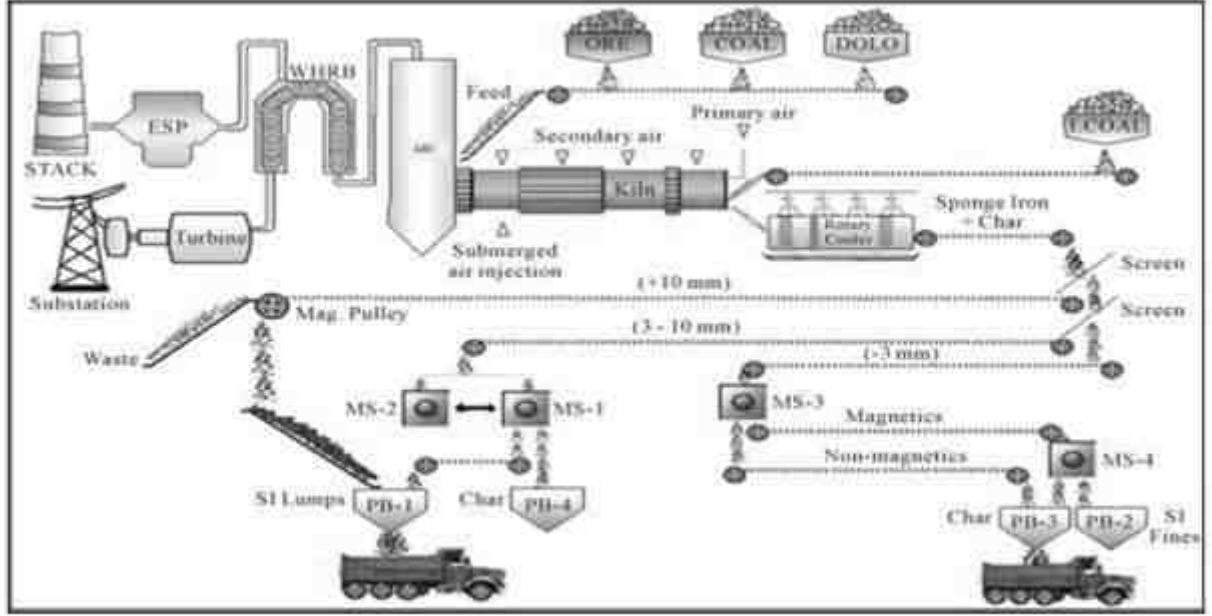 ORE
COAL
DOLO
WHRB
Feed
Primary air
ESP
Secondary air
STACK
Kiln
Turbine
Sponge Iron
+ Char
Rotary
Cooler
Submerged
air injection
Substation
Screen
(+10 mm)
Mag. Pulley
Screen
(3 - 10 mm)
Waste
(-3 mm)
MS-2
MS-1
MS-3
Magnetics
Non-magnetics
MS-4
SI Lumps
PB-1
Char
PB-4
Char
PB-3
PB-2
SI
Fines